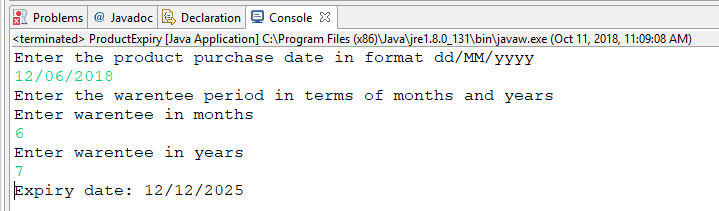 Problems @ Javadoc Declaration Console
<terminated> ProductExpiry [Java Application] C:\Program Files (x86)\Java\jre1.8.0_131\bin\javaw.exe (Oct 11, 2018, 11:09:08 AM)
Enter the product purchase date in format dd/MM/yyyy
12/06/2018
Enter the warentee period in terms of months and years
Enter warentee in months
6
Enter warentee in years
7
Expiry date: 12/12/2025